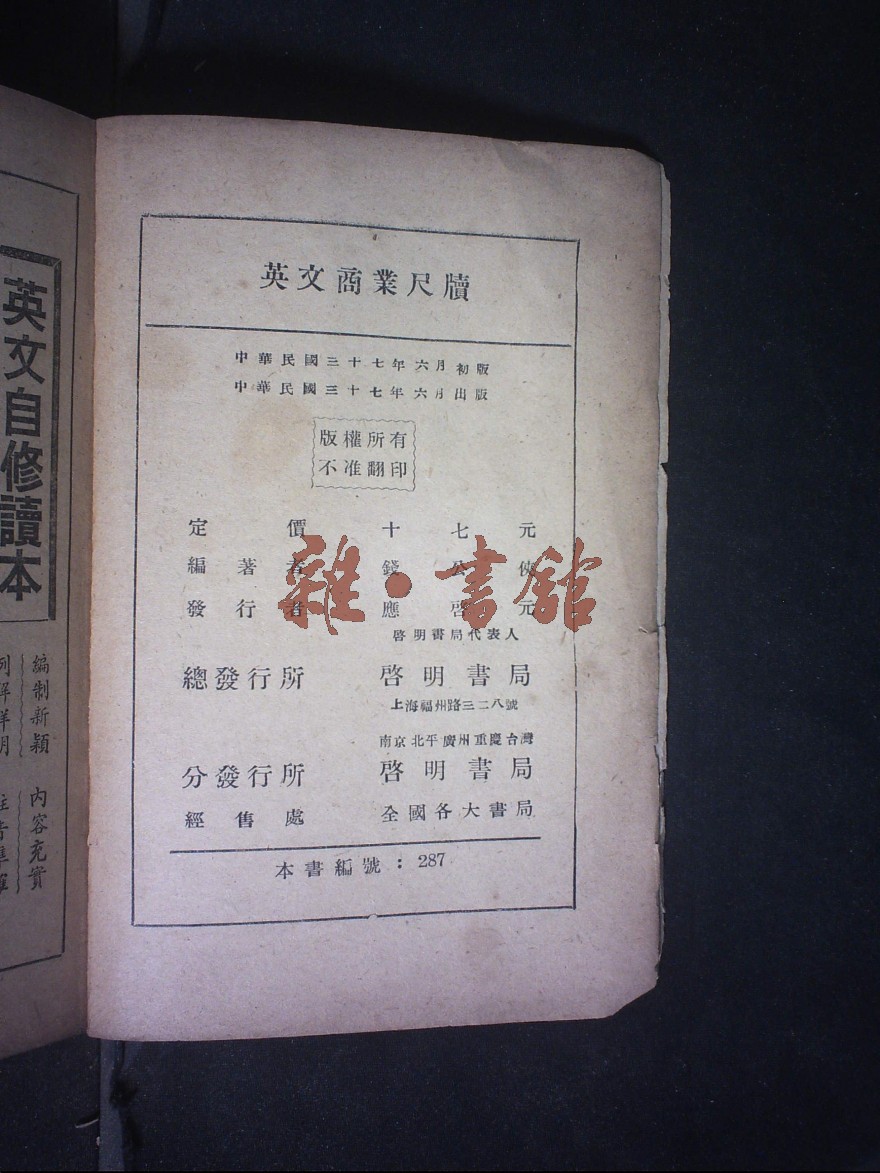 英文商業尺牘
中華民國三十七年六月初版
中華民國三十七年六月出版
版權所有
不准翻印
定價 十七元
編著者 錢公俠
發行者 應啓元
啓明書局代表人
總發行所 啓明書局
上海福州路三二八號
南京北平廣州重慶台灣
分發行所 啓明書局
經售處 全國各大書局
本書編號：287
雜·書館
英文自修讀本
編制新穎 內容充實